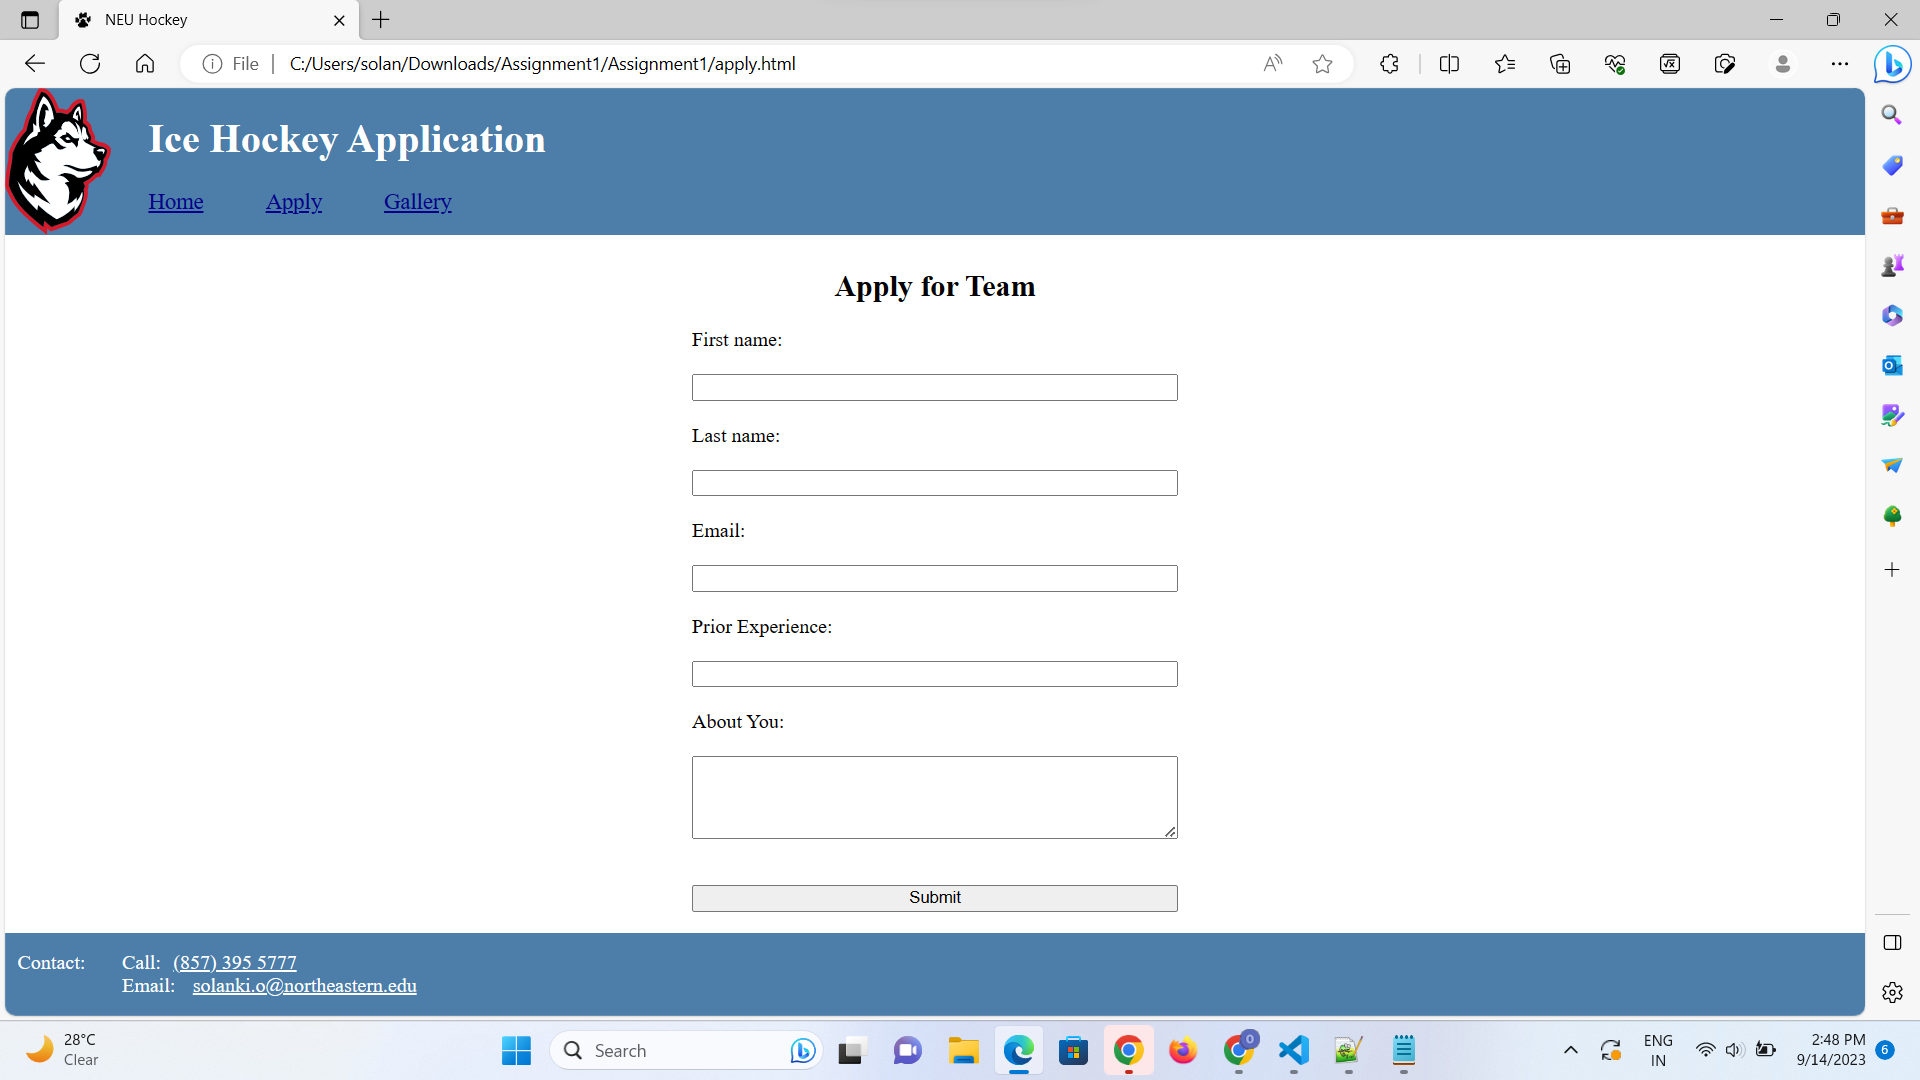 NEU Hockey
File C:/Users/solan/Downloads/Assignment1/Assignment1/apply.html
Ice Hockey Application
Home Apply Gallery
Apply for Team
First name:
Last name:
Email:
Prior Experience:
About You:
Submit
Contact: Call: (857) 395 5777
Email: solanki.o@northeastern.edu
28°C
Clear
Search
0
ENG
IN
2:48 PM
9/14/2023
6